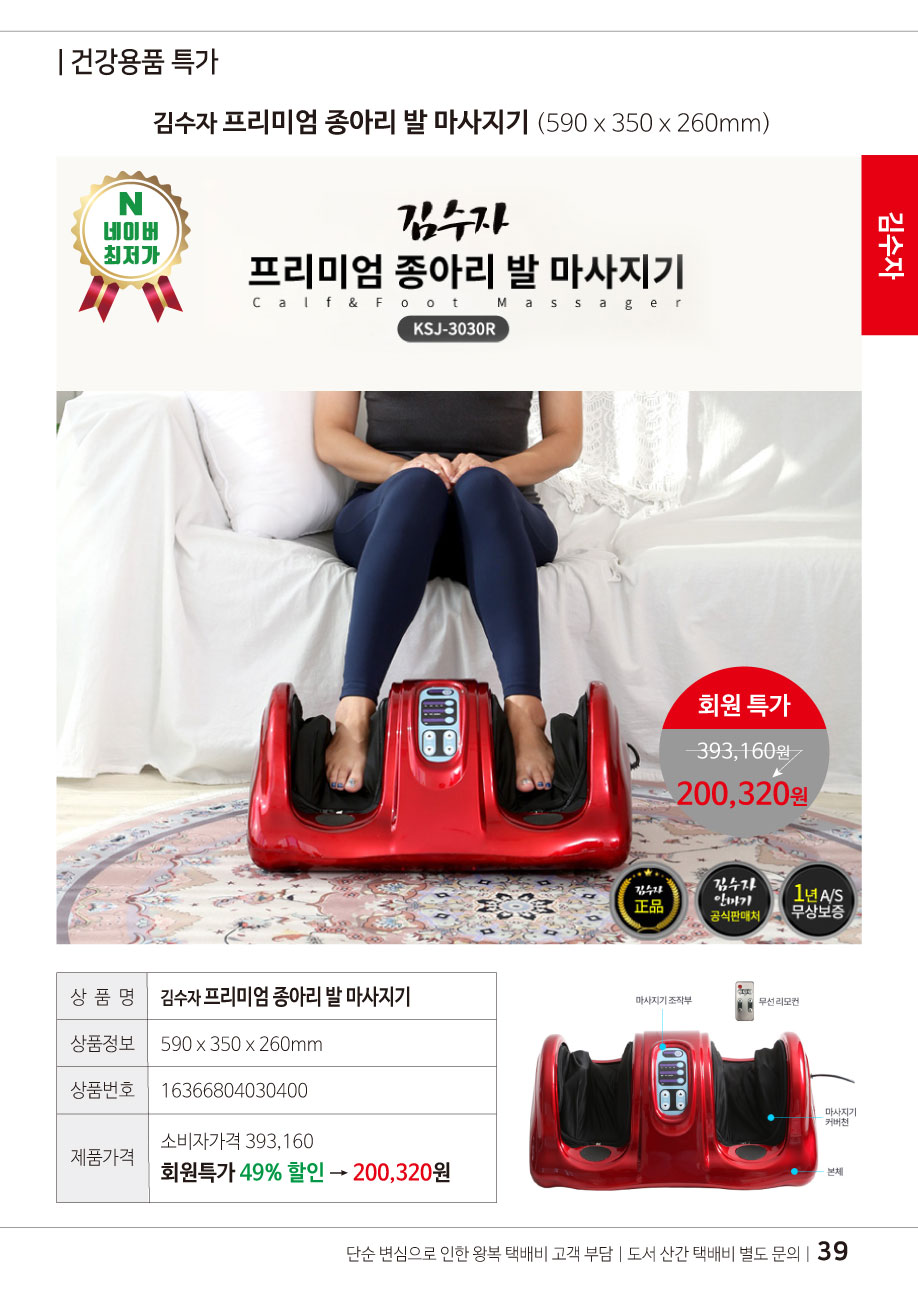 | 건강용품 특가
김수자 프리미엄 종아리 발 마사지기 (590 x 350 x 260mm)
N
네이버
최저가
김수자
프리미엄 종아리 발 마사지기
Calf&Foot Massager
KSJ-3030R
김수자
회원 특가
393,160원
200,320원
김수자
正品
김수자
안마기
공식판매처
1년 A/S
무상보증
상 품 명 김수자 프리미엄 종아리 발 마사지기
상품정보 590 x 350 x 260mm
상품번호 16366804030400
제품가격 소비자가격 393,160
회원특가 49% 할인 → 200,320원
마사지기 조작부
무선 리모컨
마사지기
커버천
본체
단순 변심으로 인한 왕복 택배비 고객 부담 | 도서 산간 택배비 별도 문의 | 39